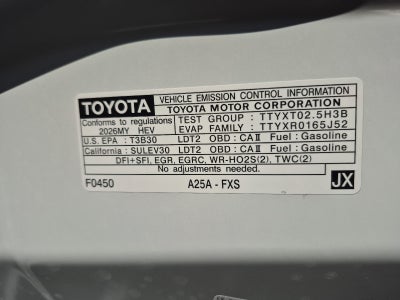 TOYOTA VEHICLE EMISSION CONTROL INFORMATION
TOYOTA MOTOR CORPORATION
Conforms to regulations TEST GROUP : TTYXT02.5H3B
2026MY HEV EVAP FAMILY : TTYXR0165J52
U.S. EPA : T3B30 LDT2 OBD : CAⅡ Fuel : Gasoline
California : SULEV30 LDT2 OBD : CAⅡ Fuel : Gasoline
DFI+SFI, EGR, EGRC, WR-HO2S(2), TWC(2)
No adjustments needed.
F0450 A25A - FXS JX